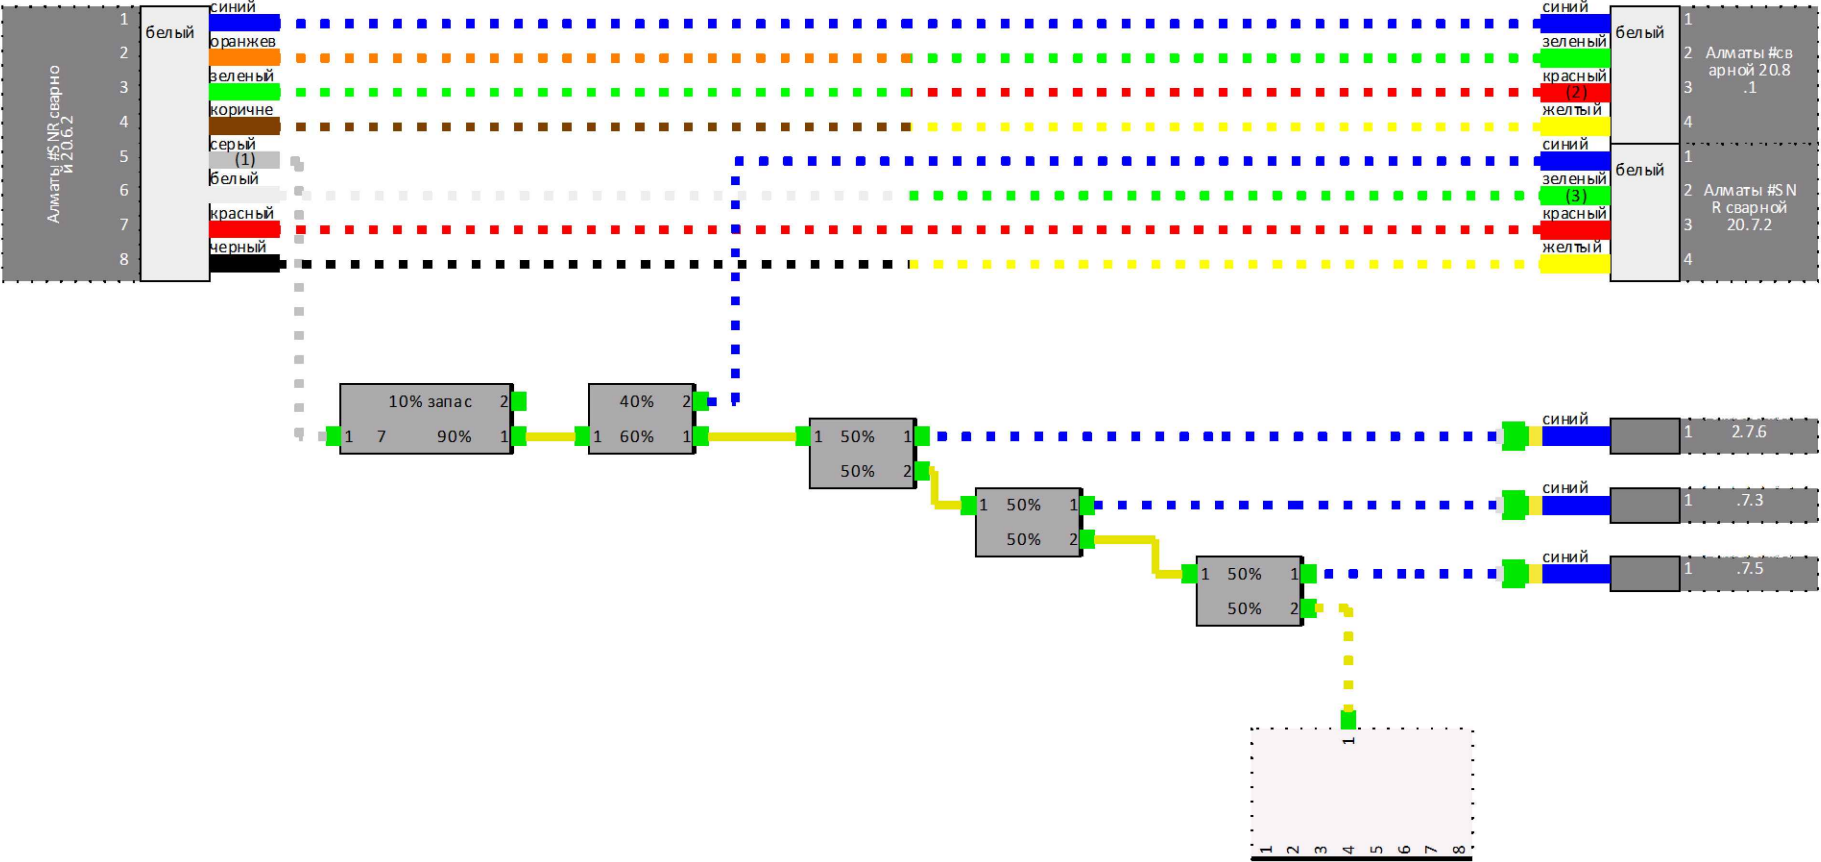 Алматы #SNR сварно
й 20.6.2
белый
1
синий
2
оранжев
3
зеленый
4
коричне
5
серый
(1)
6
белый
7
красный
8
черный
синий
1
зеленый
2
красный
(2)
3
желтый
4
белый
Алматы #св
арной 20.8
.1
синий
1
зеленый
(3)
2
красный
3
желтый
4
белый
Алматы #SN
R сварной
20.7.2
10% запас 2
1 7 90% 1
40% 2
1 60% 1
1 50% 1
50% 2
синий
1 2.7.6
1 50% 1
50% 2
синий
1 .7.3
1 50% 1
50% 2
синий
1 .7.5
1
1 2 3 4 5 6 7 8